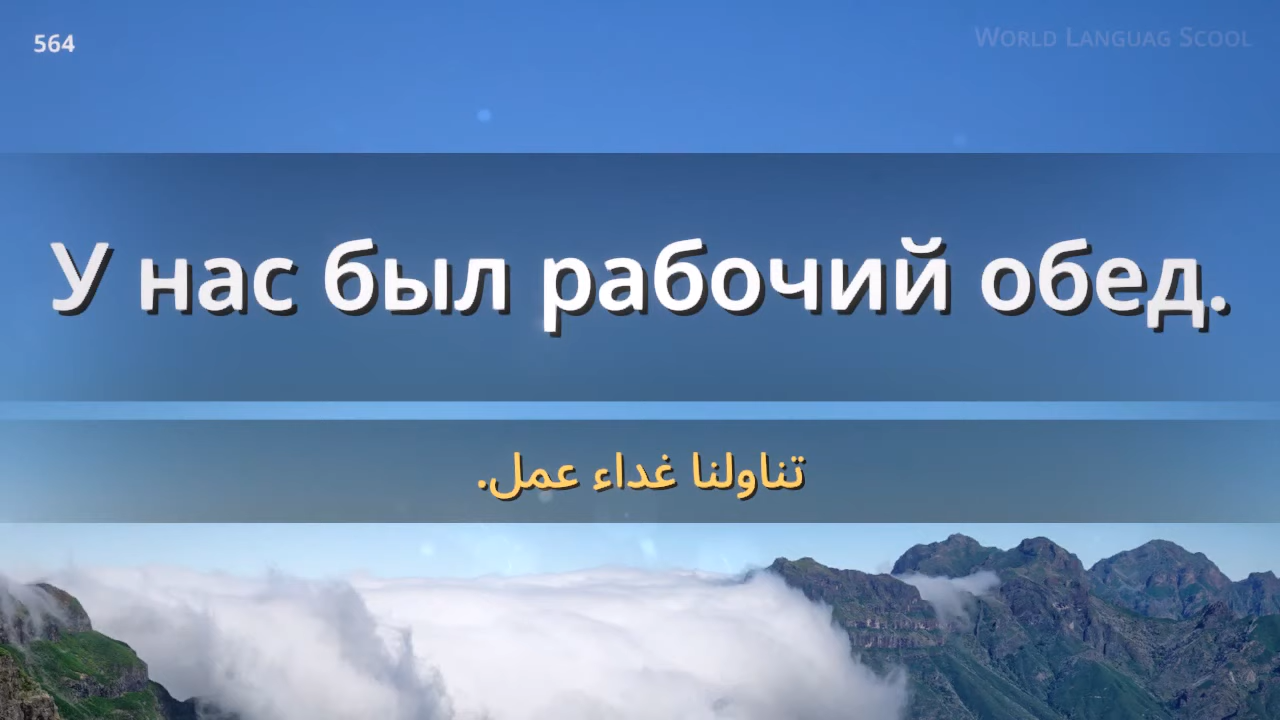 564
World Languag Scool
У нас был рабочий обед.
تناولنا غداء عمل.